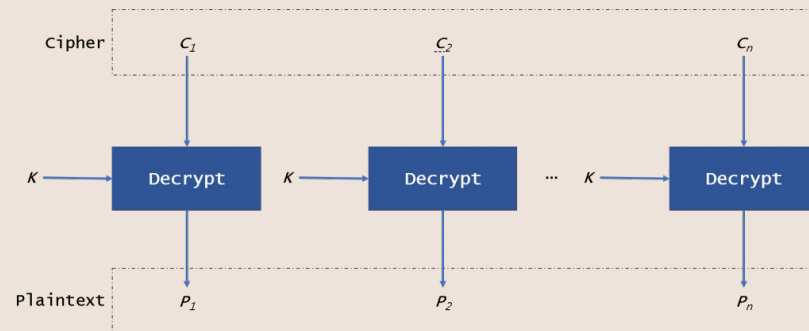 Cipher C1 C2 Cn
K Decrypt K Decrypt … K Decrypt
Plaintext P1 P2 Pn